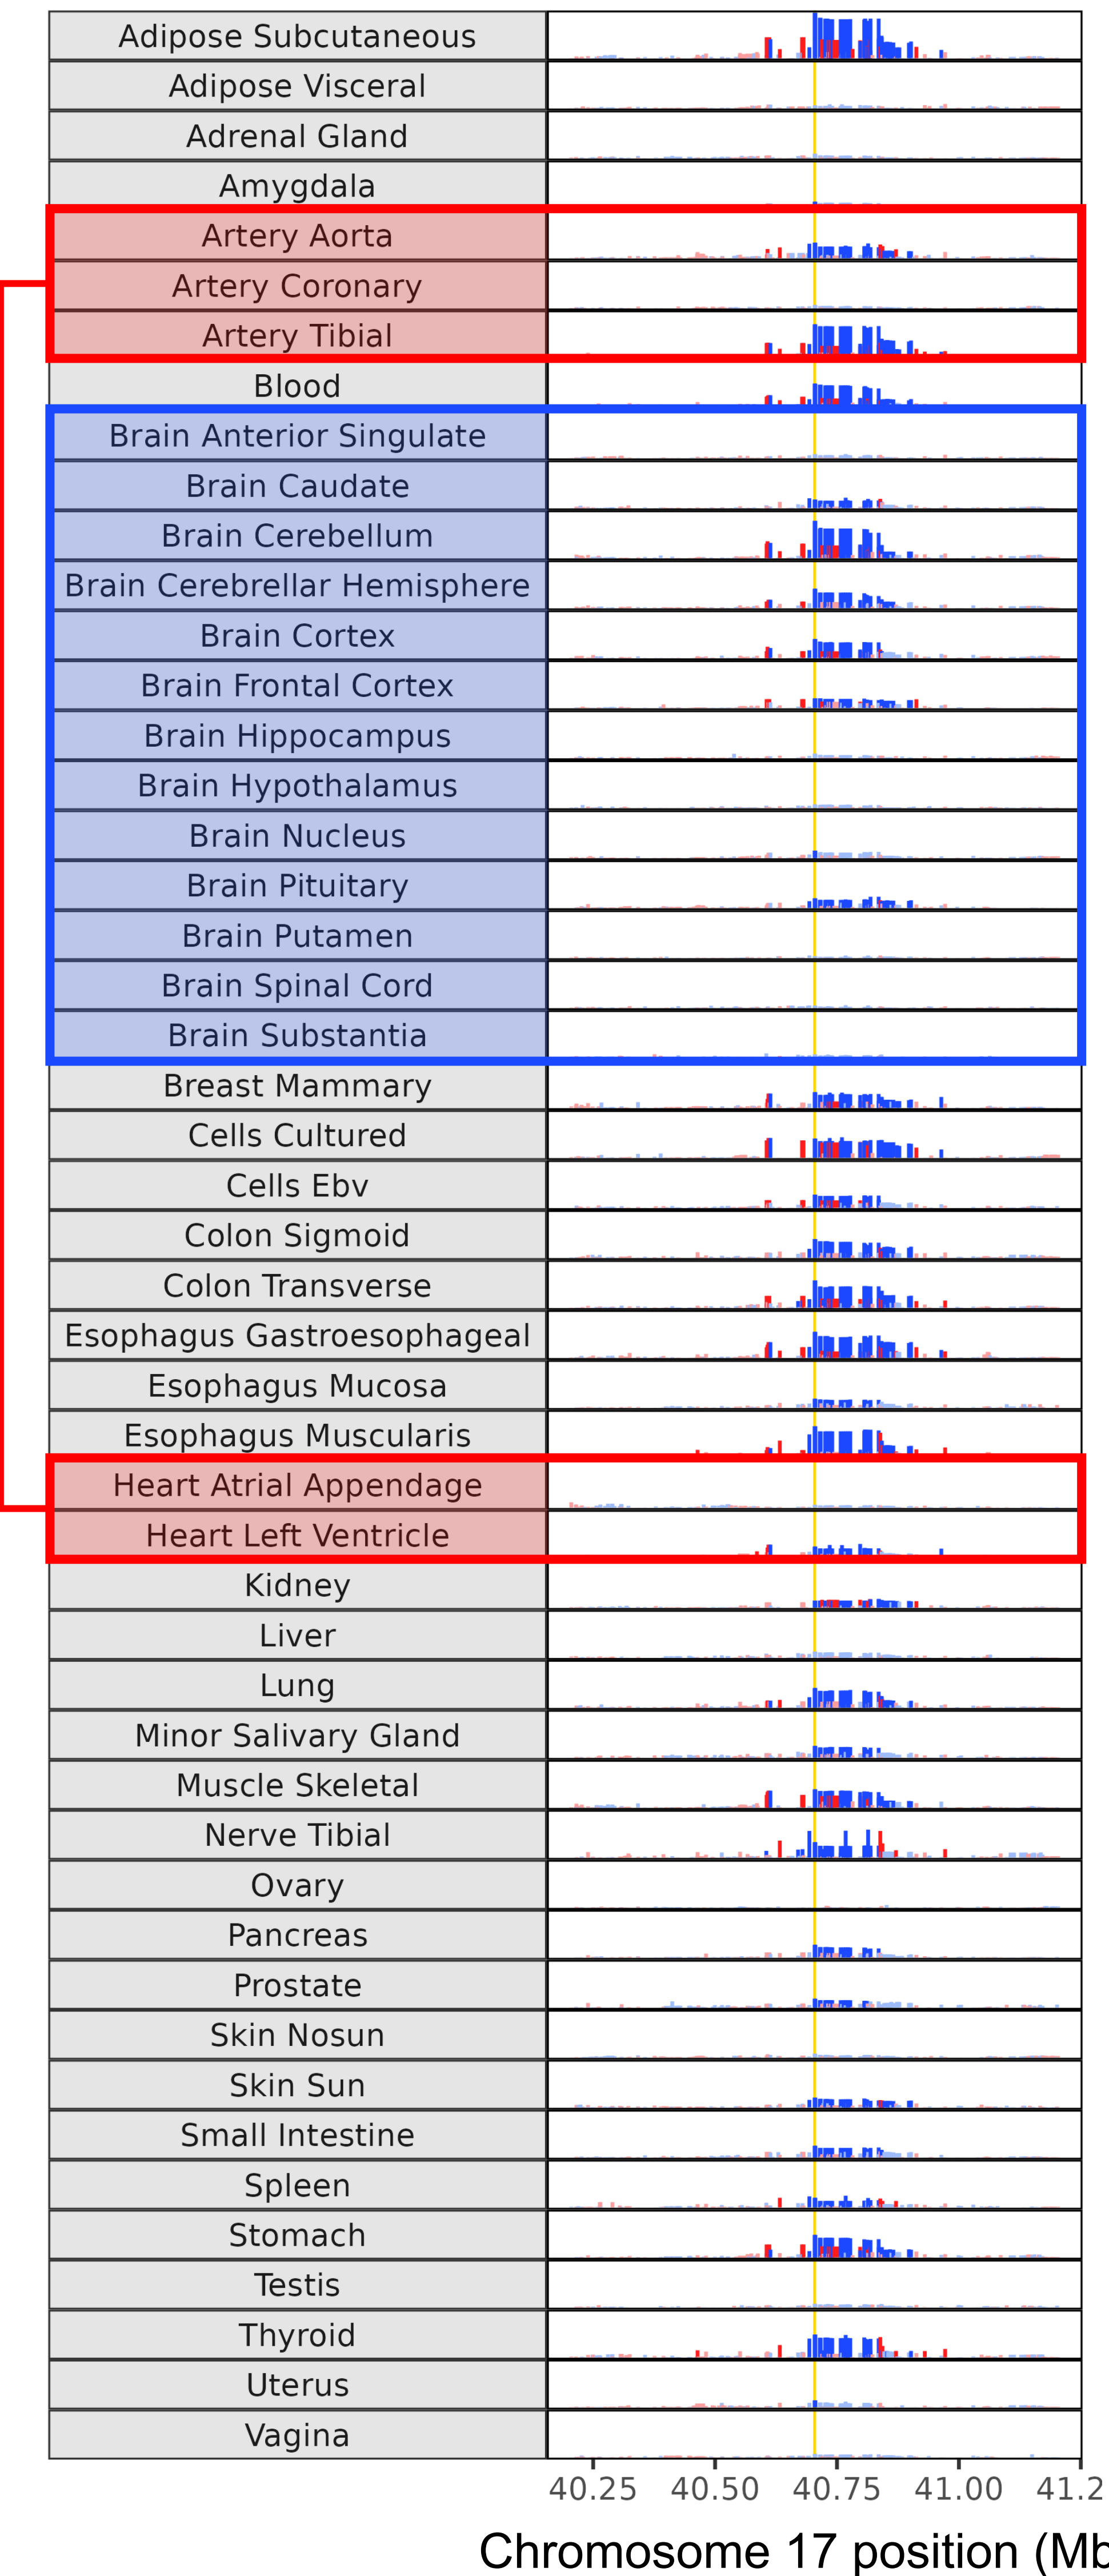 Adipose Subcutaneous
Adipose Visceral
Adrenal Gland
Amygdala
Artery Aorta
Artery Coronary
Artery Tibial
Blood
Brain Anterior Singulate
Brain Caudate
Brain Cerebellum
Brain Cerebrellar Hemisphere
Brain Cortex
Brain Frontal Cortex
Brain Hippocampus
Brain Hypothalamus
Brain Nucleus
Brain Pituitary
Brain Putamen
Brain Spinal Cord
Brain Substantia
Breast Mammary
Cells Cultured
Cells Ebv
Colon Sigmoid
Colon Transverse
Esophagus Gastroesophageal
Esophagus Mucosa
Esophagus Muscularis
Heart Atrial Appendage
Heart Left Ventricle
Kidney
Liver
Lung
Minor Salivary Gland
Muscle Skeletal
Nerve Tibial
Ovary
Pancreas
Prostate
Skin Nosun
Skin Sun
Small Intestine
Spleen
Stomach
Testis
Thyroid
Uterus
Vagina
40.25 40.50 40.75 41.00 41.2
Chromosome 17 position (Mb